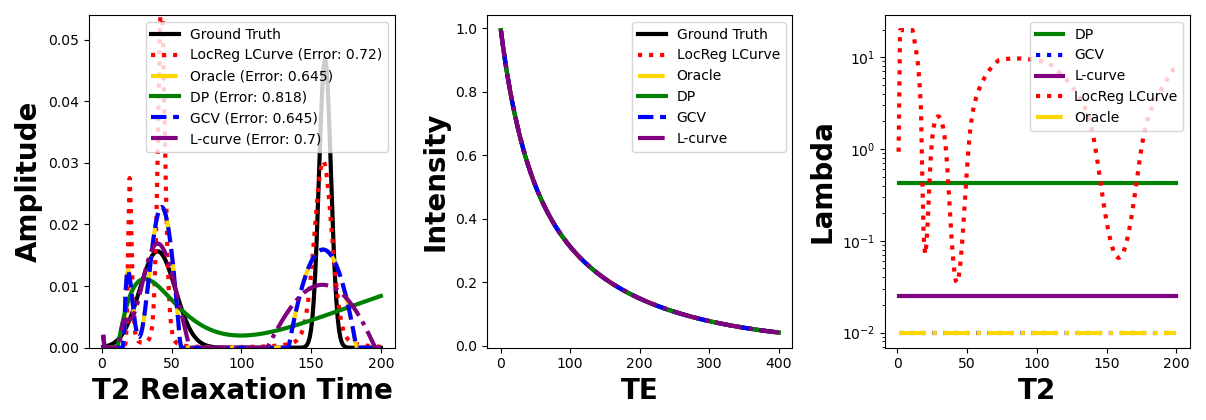 Amplitude
0.05
0.04
0.03
0.02
0.01
0.00
Ground Truth
LocReg LCurve (Error: 0.72)
Oracle (Error: 0.645)
DP (Error: 0.818)
GCV (Error: 0.645)
L-curve (Error: 0.7)
0 50 100 150 200
T2 Relaxation Time
Intensity
1.0
0.8
0.6
0.4
0.2
0.0
Ground Truth
LocReg LCurve
Oracle
DP
GCV
L-curve
0 100 200 300 400
TE
Lambda
10¹
10⁰
10⁻¹
10⁻²
DP
GCV
L-curve
LocReg LCurve
Oracle
0 50 100 150 200
T2